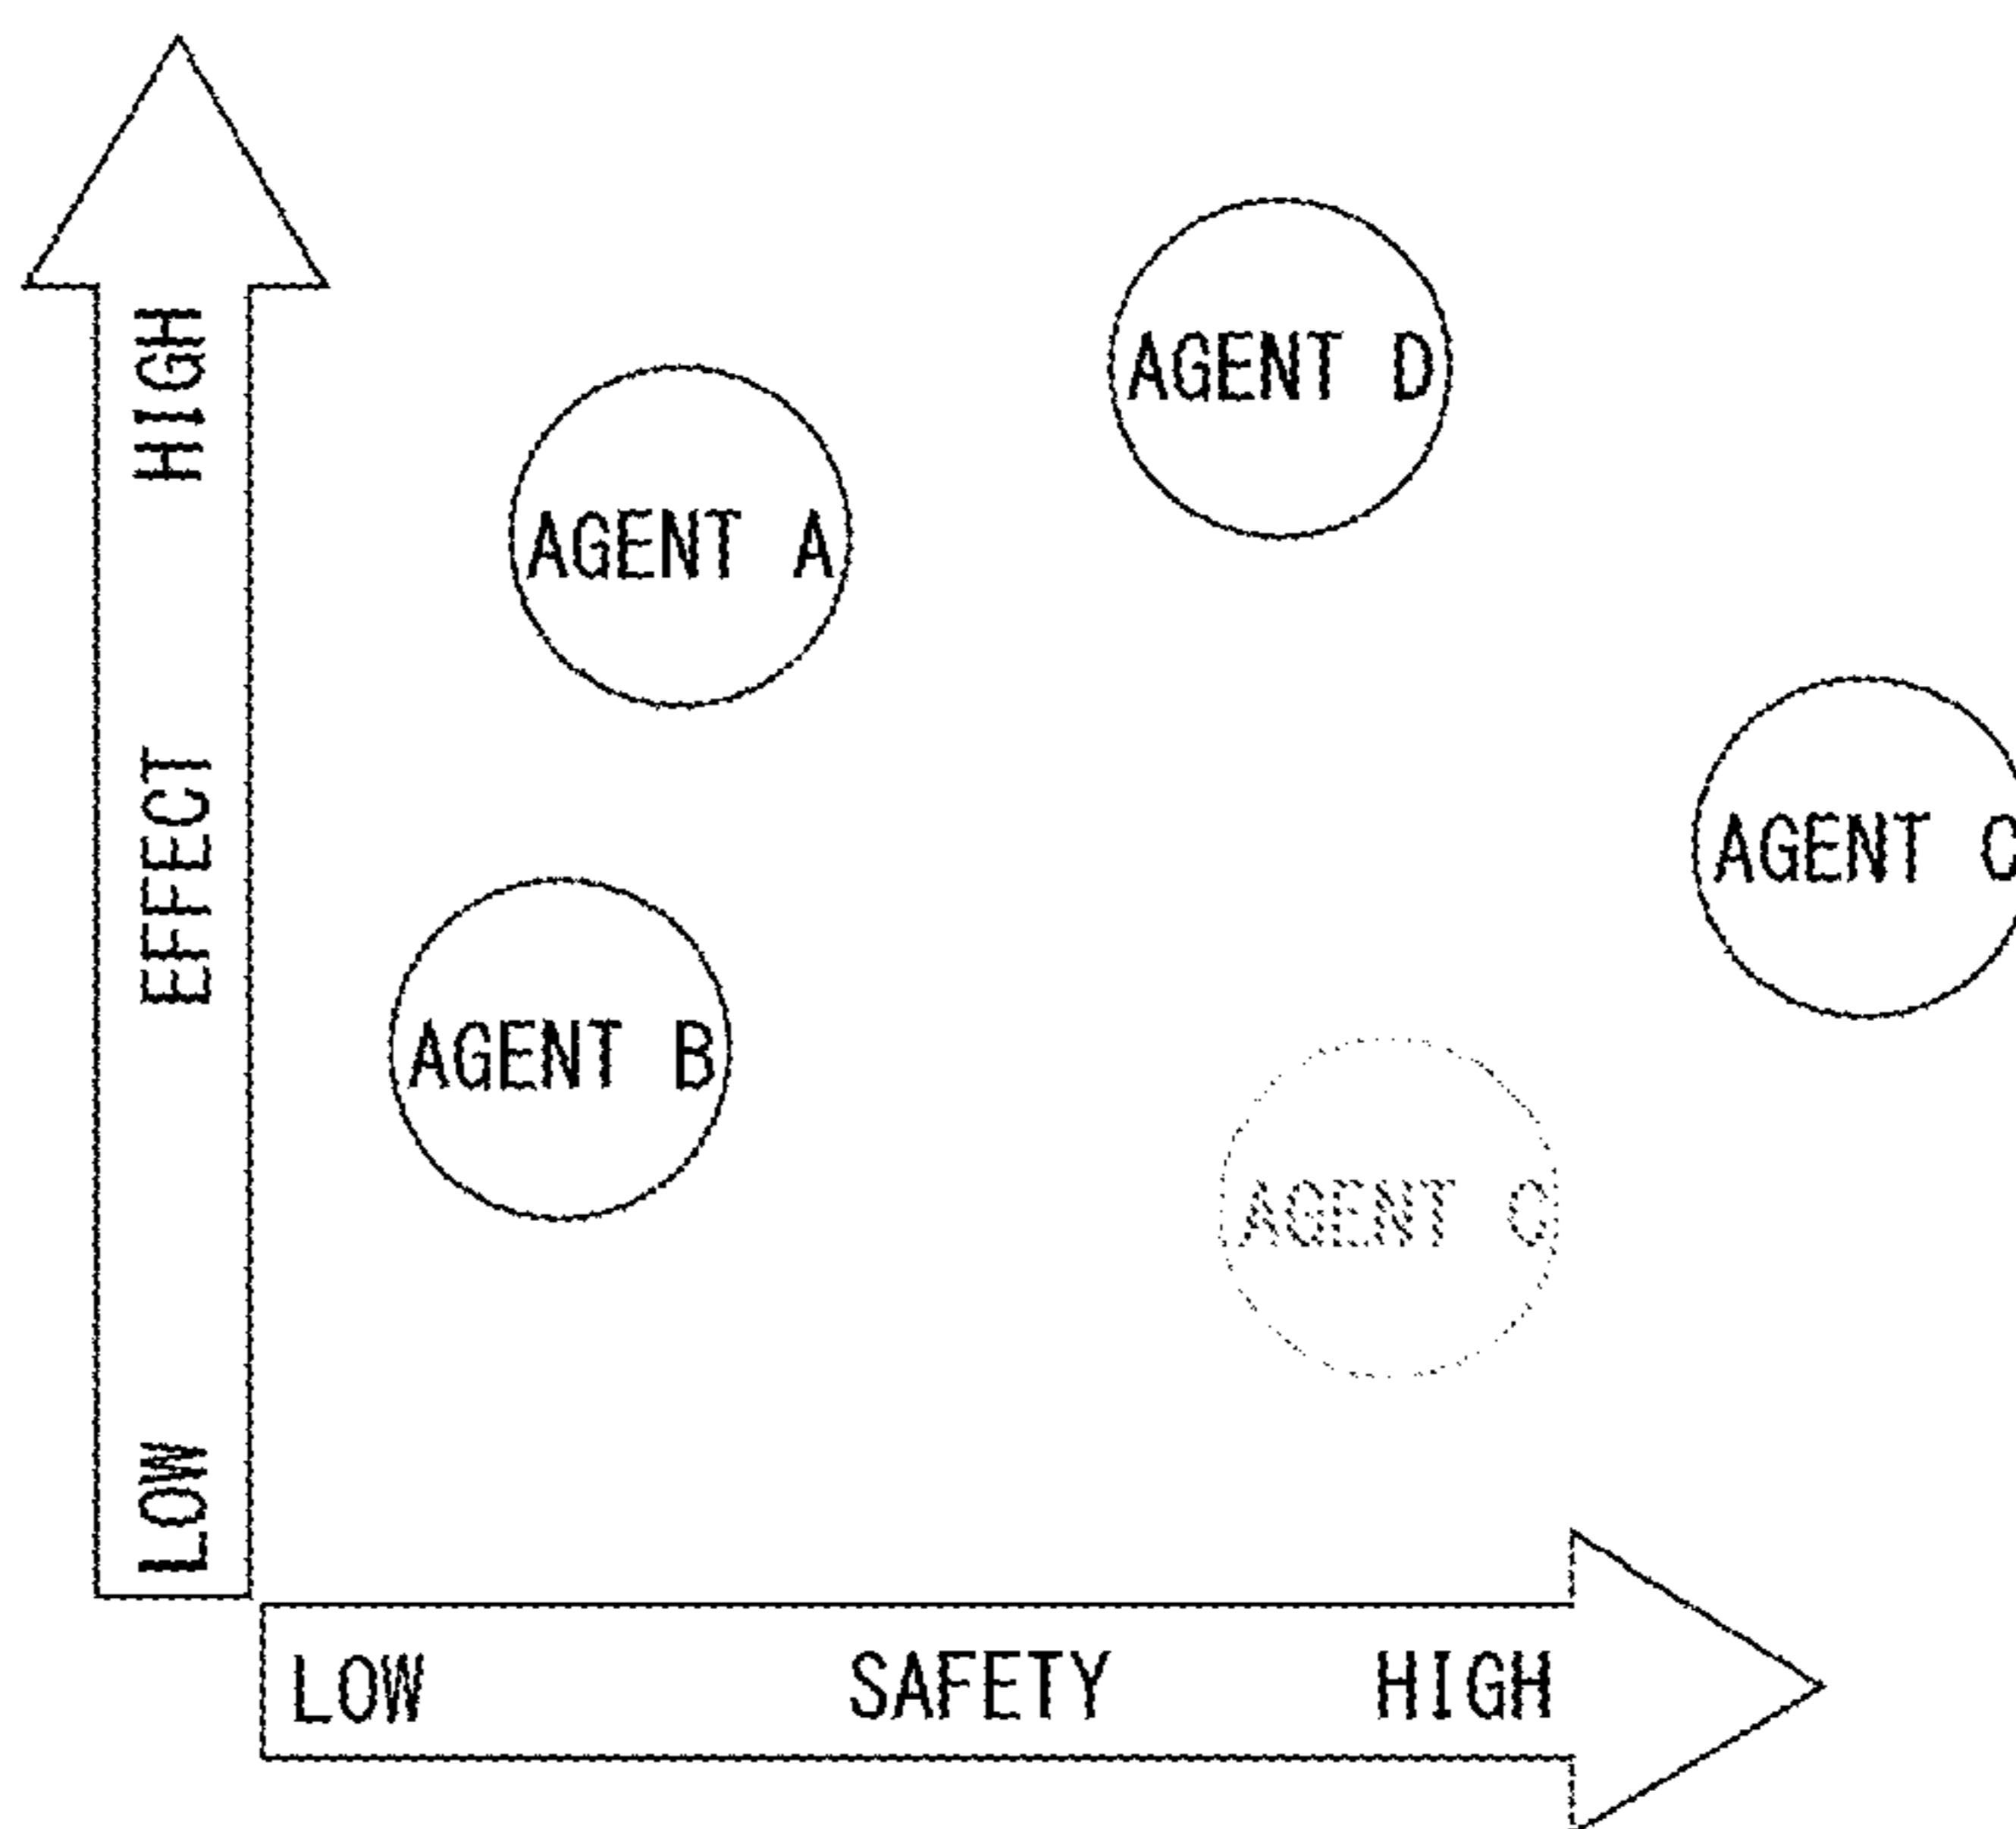 HIGH
AGENT D
AGENT A
EFFECT
AGENT C
AGENT B
AGENT
LOW
LOW SAFETY HIGH